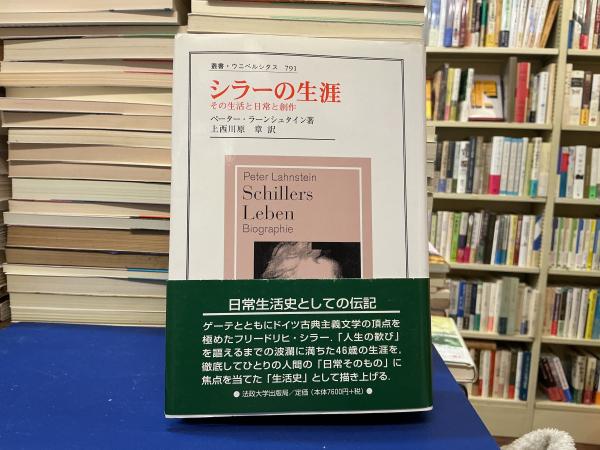 叢書・ウニベルシタス 791
シラーの生涯
その生活と日常と創作
ペーター・ラーンシュタイン著
上西川原 章 訳
Peter Lahnstein
Schillers
Leben
Biographie
日常生活史としての伝記
ゲーテとともにドイツ古典主義文学の頂点を
極めたフリードリヒ・シラー.「人生の歓び」
を謳えるまでの波瀾に満ちた46歳の生涯を,
徹底してひとりの人間の「日常そのもの」に
焦点を当てた「生活史」として描き上げる.
●法政大学出版局/定価(本体7600円+税)●